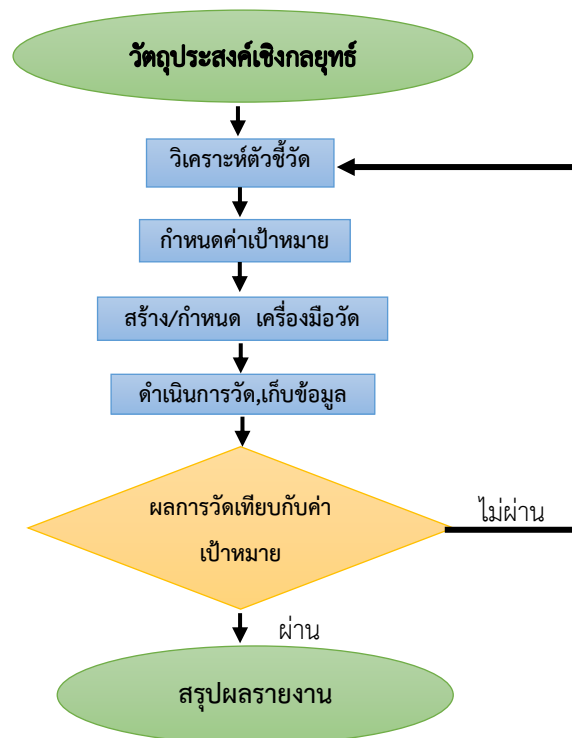 วัตถุประสงค์เชิงกลยุทธ์
วิเคราะห์ตัวชี้วัด
กำหนดค่าเป้าหมาย
สร้าง/กำหนด เครื่องมือวัด
ดำเนินการวัด,เก็บข้อมูล
ผลการวัดเทียบกับค่า
เป้าหมาย
ไม่ผ่าน
ผ่าน
สรุปผลรายงาน